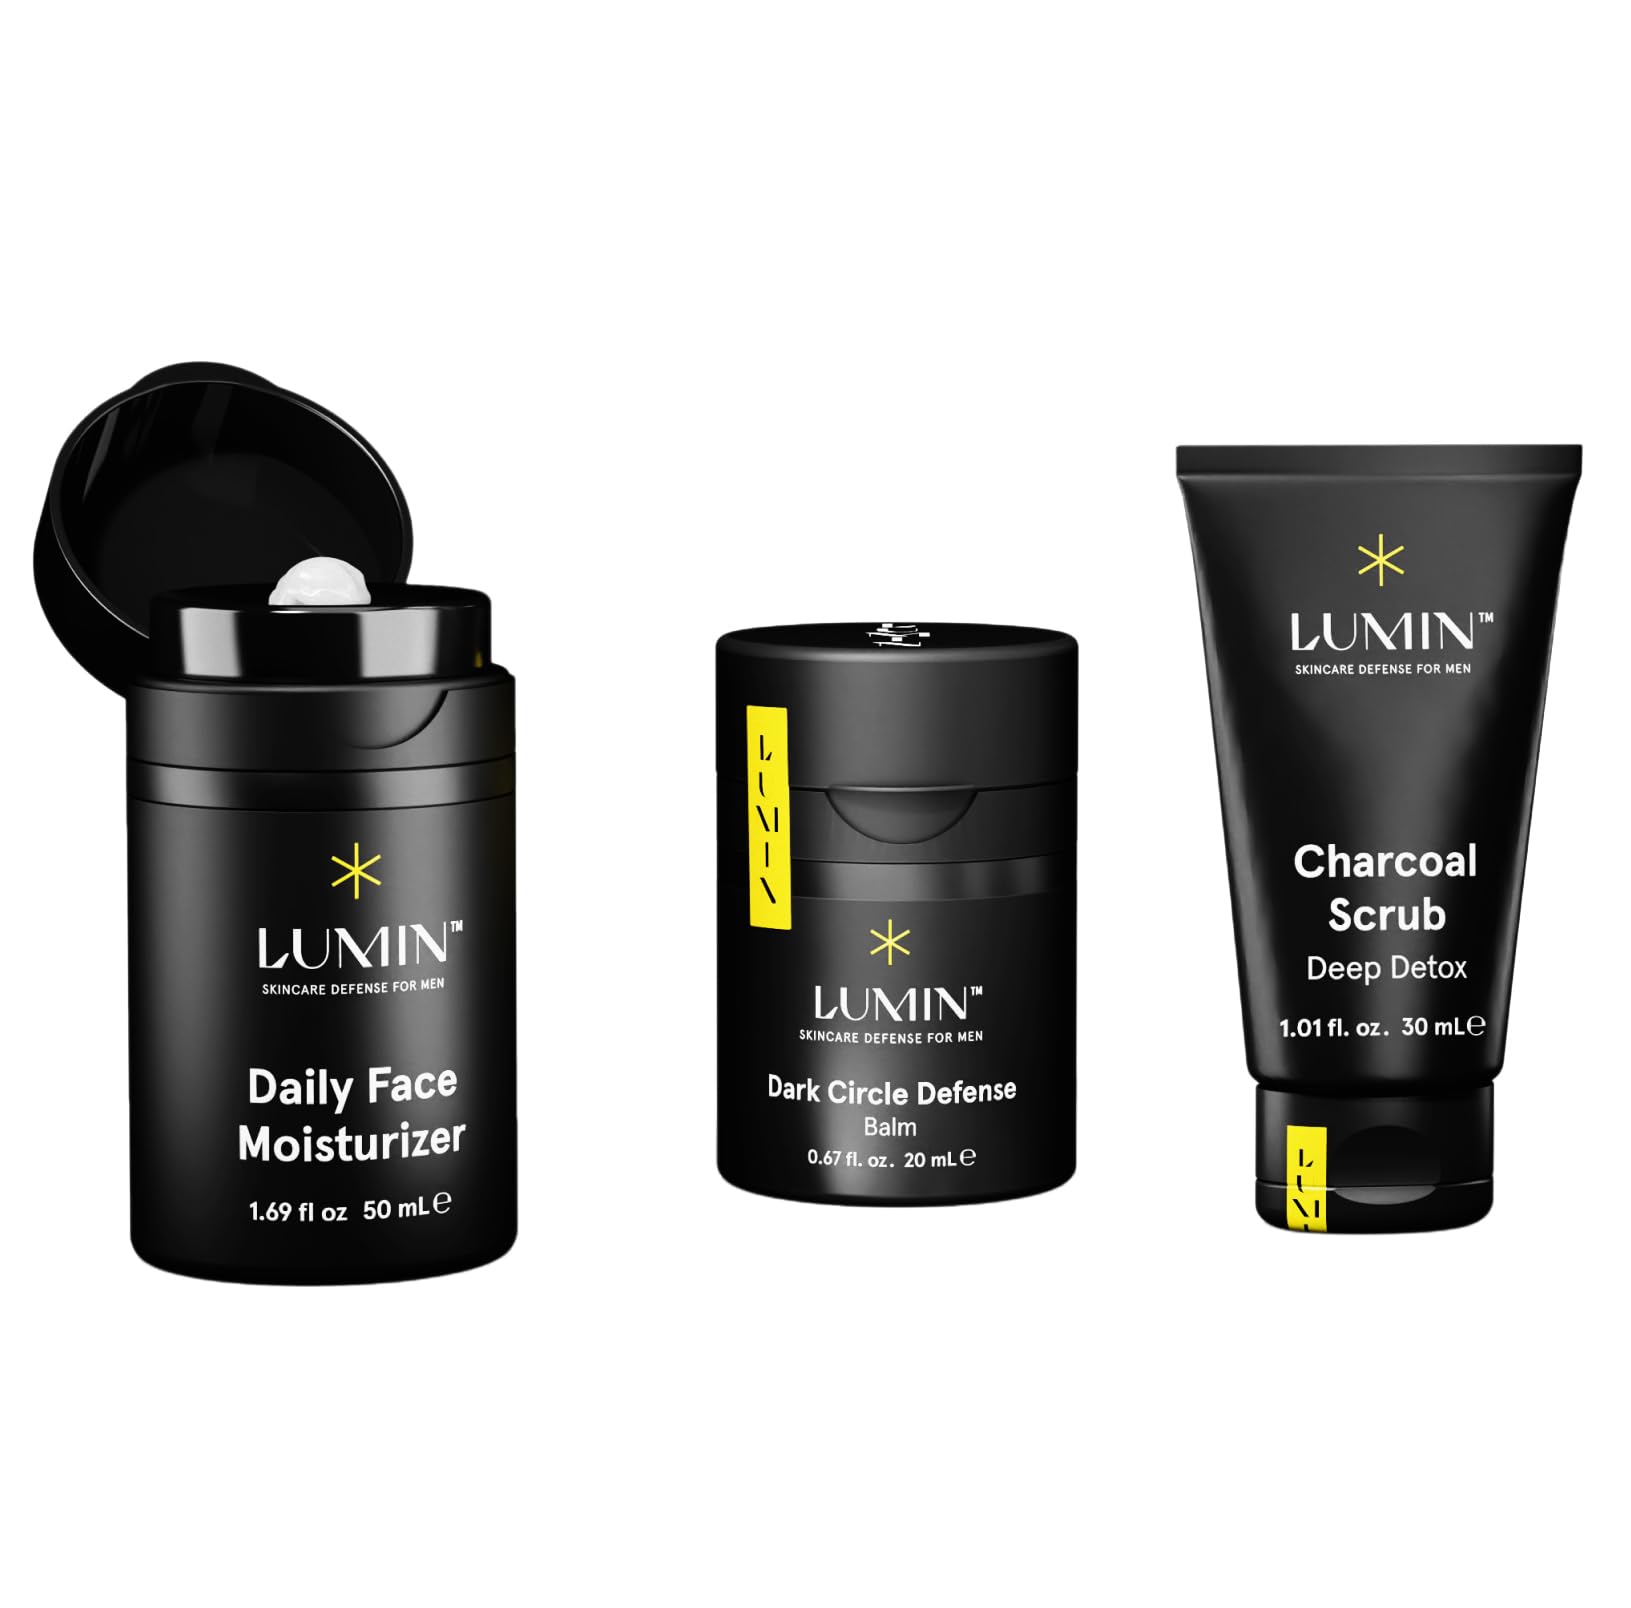 LUMIN™
SKINCARE DEFENSE FOR MEN
Daily Face
Moisturizer
1.69 fl oz 50 mL ℮
LUMIN
LUMIN™
SKINCARE DEFENSE FOR MEN
Dark Circle Defense
Balm
0.67 fl. oz. 20 mL ℮
LUMIN™
SKINCARE DEFENSE FOR MEN
Charcoal
Scrub
Deep Detox
1.01 fl. oz. 30 mL ℮
LUMI